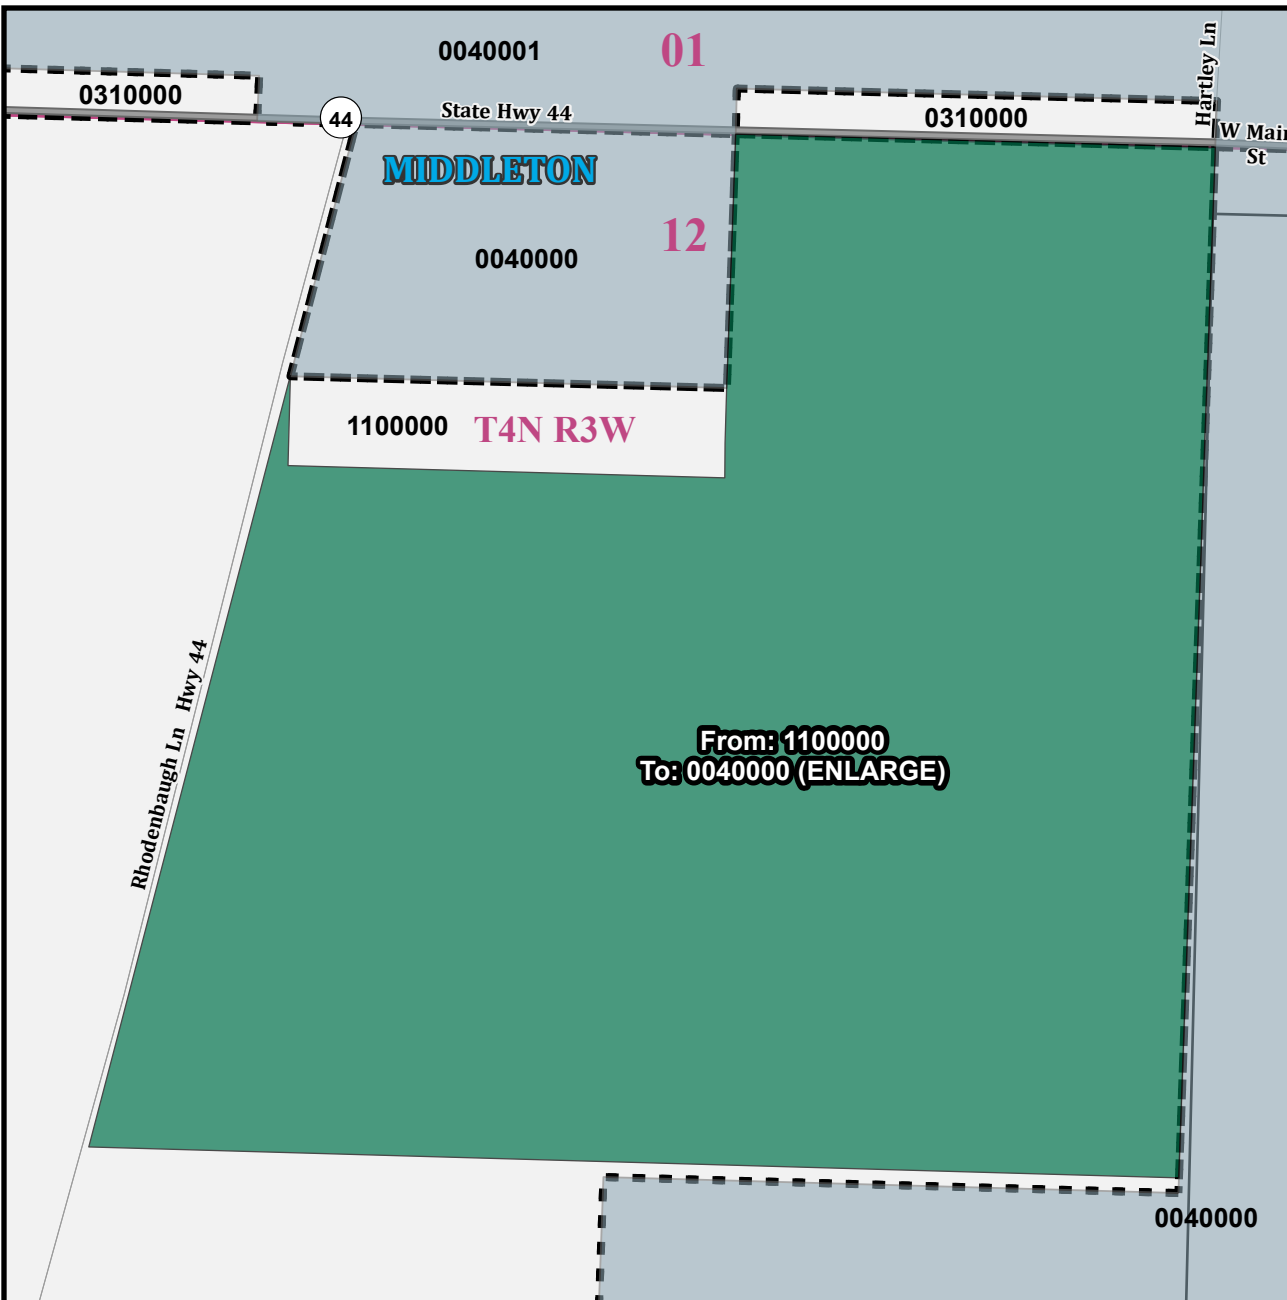 0040001
01
Hartley Ln
0310000
State Hwy 44
44
0310000
W Main
St
MIDDLETON
12
0040000
1100000
T4N R3W
Rhodenbaugh Ln Hwy 44
From: 1100000
To: 0040000 (ENLARGE)
0040000